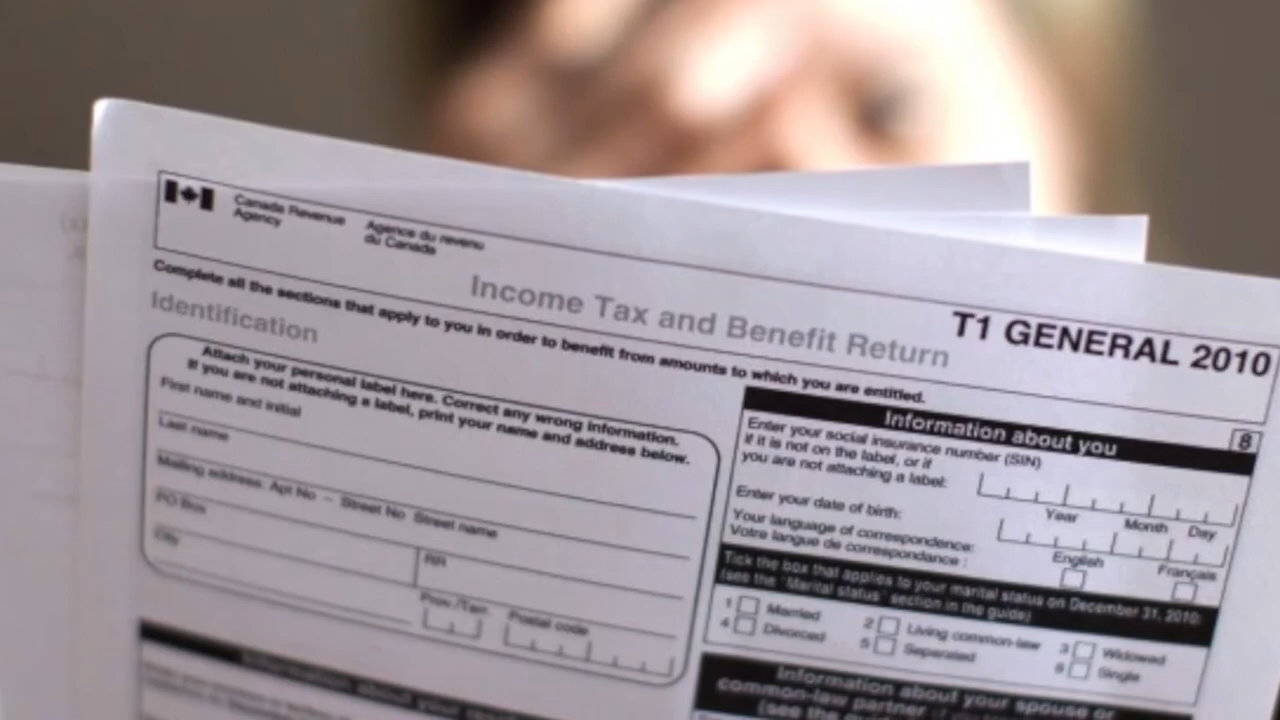 Canada Revenue
Agency
Agence du revenu
du Canada
T1 GENERAL 2010
Income Tax and Benefit Return
Complete all the sections that apply to you in order to benefit from amounts to which you are entitled.
Identification
Attach your personal label here. Correct any wrong information.
If you are not attaching a label, print your name and address below.
First name and initial
Last name
Mailing address: Apt No – Street No Street name
PO Box
RR
City
Prov./Terr.
Postal code
8
Information about you
Enter your social insurance number (SIN)
if it is not on the label, or if
you are not attaching a label:
Year Month Day
Enter your date of birth:
Your language of correspondence:
Votre langue de correspondance :
English
Français
Tick the box that applies to your marital status on December 31, 2010:
(see the "Marital status" section in the guide)
1 Married 2 Living common-law 3 Widowed
4 Divorced 5 Separated 6 Single
Information about your spouse or
common-law partner
(see the
Information about your